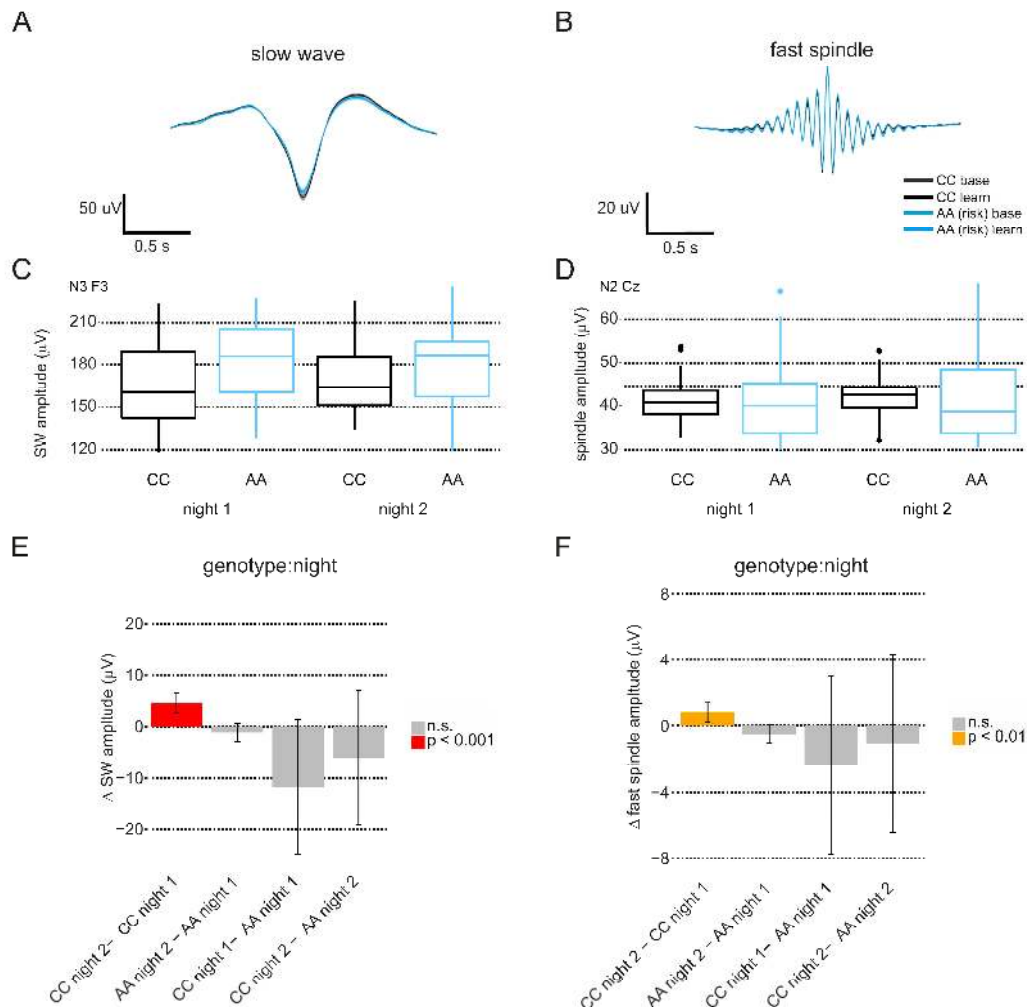 A
slow wave
50 uV
0.5 s
B
fast spindle
20 uV
0.5 s
CC base
CC learn
AA (risk) base
AA (risk) learn
C
N3 F3
SW ampltude (µV)
210
180
150
120
CC
AA
CC
AA
night 1
night 2
D
N2 Cz
spindle amplitude (µV)
60
50
40
30
CC
AA
CC
AA
night 1
night 2
E
genotype:night
Δ SW amplitude (µV)
20
10
0
−10
−20
n.s.
p < 0.001
CC night 2– CC night 1
AA night 2 – AA night 1
CC night 1– AA night 1
CC night 2 – AA night 2
F
genotype:night
Δ fast spindle amplitude (µV)
8
4
0
−4
−8
n.s.
p < 0.01
CC night 2 – CC night 1
AA night 2 – AA night 1
CC night 1– AA night 1
CC night 2– AA night 2